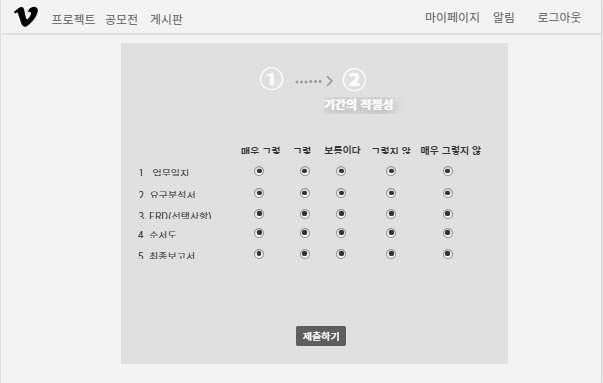 프로젝트 공모전 게시판 마이페이지 알림 로그아웃
① ······> ②
기간의 적절성
매우 그렇 그렇 보통이다 그렇지 않 매우 그렇지 않
1. 업무일지
2. 요구분석서
3. ERD(선택사항)
4. 순서도
5. 최종보고서
제출하기